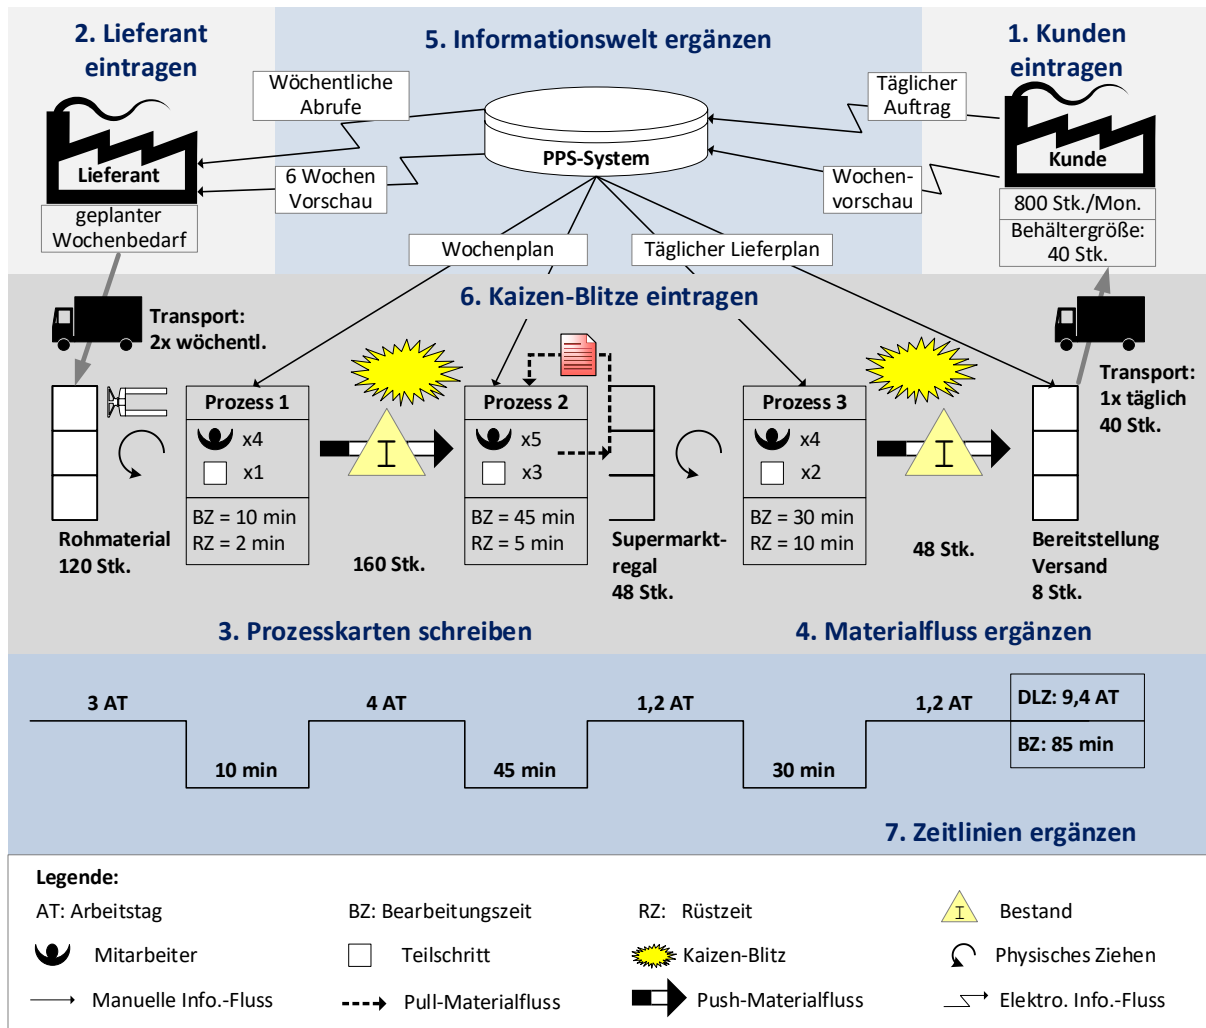 2. Lieferant
eintragen
5. Informationswelt ergänzen
1. Kunden
eintragen
Wöchentliche
Abrufe
Täglicher
Auftrag
PPS-System
Lieferant
6 Wochen
Vorschau
Wochen-
vorschau
Kunde
geplanter
Wochenbedarf
800 Stk./Mon.
Behältergröße:
40 Stk.
Wochenplan
Täglicher Lieferplan
6. Kaizen-Blitze eintragen
Transport:
2x wöchentl.
Transport:
1x täglich
40 Stk.
Prozess 1
x4
x1
BZ = 10 min
RZ = 2 min
I
Prozess 2
x5
x3
BZ = 45 min
RZ = 5 min
Prozess 3
x4
x2
BZ = 30 min
RZ = 10 min
I
Rohmaterial
120 Stk.
160 Stk.
Supermarkt-
regal
48 Stk.
48 Stk.
Bereitstellung
Versand
8 Stk.
3. Prozesskarten schreiben
4. Materialfluss ergänzen
3 AT
4 AT
1,2 AT
1,2 AT
DLZ: 9,4 AT
10 min
45 min
30 min
BZ: 85 min
7. Zeitlinien ergänzen
Legende:
AT: Arbeitstag
BZ: Bearbeitungszeit
RZ: Rüstzeit
I
Bestand
Mitarbeiter
Teilschritt
Kaizen-Blitz
Physisches Ziehen
Manuelle Info.-Fluss
Pull-Materialfluss
Push-Materialfluss
Elektro. Info.-Fluss